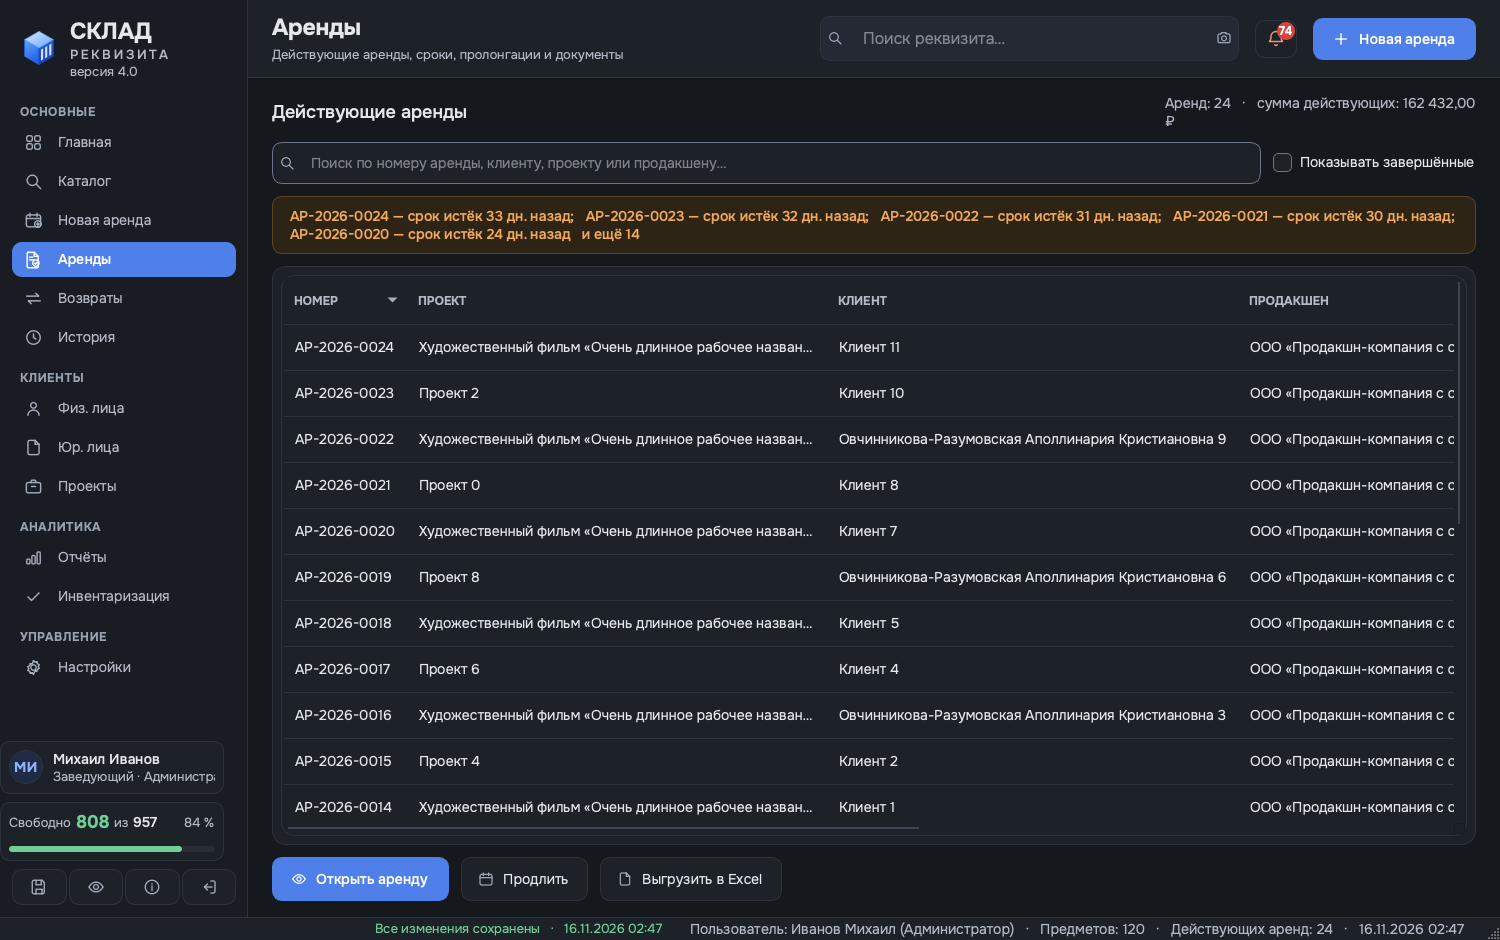 СКЛАД
РЕКВИЗИТА
версия 4.0
ОСНОВНЫЕ
Главная
Каталог
Новая аренда
Аренды
Возвраты
История
КЛИЕНТЫ
Физ. лица
Юр. лица
Проекты
АНАЛИТИКА
Отчёты
Инвентаризация
УПРАВЛЕНИЕ
Настройки
МИ
Михаил Иванов
Заведующий · Администра
Свободно 808 из 957 84 %
Аренды
Действующие аренды, сроки, пролонгации и документы
Поиск реквизита...
74
Новая аренда
Действующие аренды
Аренд: 24 · сумма действующих: 162 432,00
₽
Поиск по номеру аренды, клиенту, проекту или продакшену...
Показывать завершённые
АР-2026-0024 — срок истёк 33 дн. назад; АР-2026-0023 — срок истёк 32 дн. назад; АР-2026-0022 — срок истёк 31 дн. назад; АР-2026-0021 — срок истёк 30 дн. назад;
АР-2026-0020 — срок истёк 24 дн. назад и ещё 14
НОМЕР ПРОЕКТ КЛИЕНТ ПРОДАКШЕН
АР-2026-0024 Художественный фильм «Очень длинное рабочее назван... Клиент 11 ООО «Продакшн-компания с о
АР-2026-0023 Проект 2 Клиент 10 ООО «Продакшн-компания с о
АР-2026-0022 Художественный фильм «Очень длинное рабочее назван... Овчинникова-Разумовская Аполлинария Кристиановна 9 ООО «Продакшн-компания с о
АР-2026-0021 Проект 0 Клиент 8 ООО «Продакшн-компания с о
АР-2026-0020 Художественный фильм «Очень длинное рабочее назван... Клиент 7 ООО «Продакшн-компания с о
АР-2026-0019 Проект 8 Овчинникова-Разумовская Аполлинария Кристиановна 6 ООО «Продакшн-компания с о
АР-2026-0018 Художественный фильм «Очень длинное рабочее назван... Клиент 5 ООО «Продакшн-компания с о
АР-2026-0017 Проект 6 Клиент 4 ООО «Продакшн-компания с о
АР-2026-0016 Художественный фильм «Очень длинное рабочее назван... Овчинникова-Разумовская Аполлинария Кристиановна 3 ООО «Продакшн-компания с о
АР-2026-0015 Проект 4 Клиент 2 ООО «Продакшн-компания с о
АР-2026-0014 Художественный фильм «Очень длинное рабочее назван... Клиент 1 ООО «Продакшн-компания с о
Открыть аренду
Продлить
Выгрузить в Excel
Все изменения сохранены · 16.11.2026 02:47 Пользователь: Иванов Михаил (Администратор) · Предметов: 120 · Действующих аренд: 24 · 16.11.2026 02:47